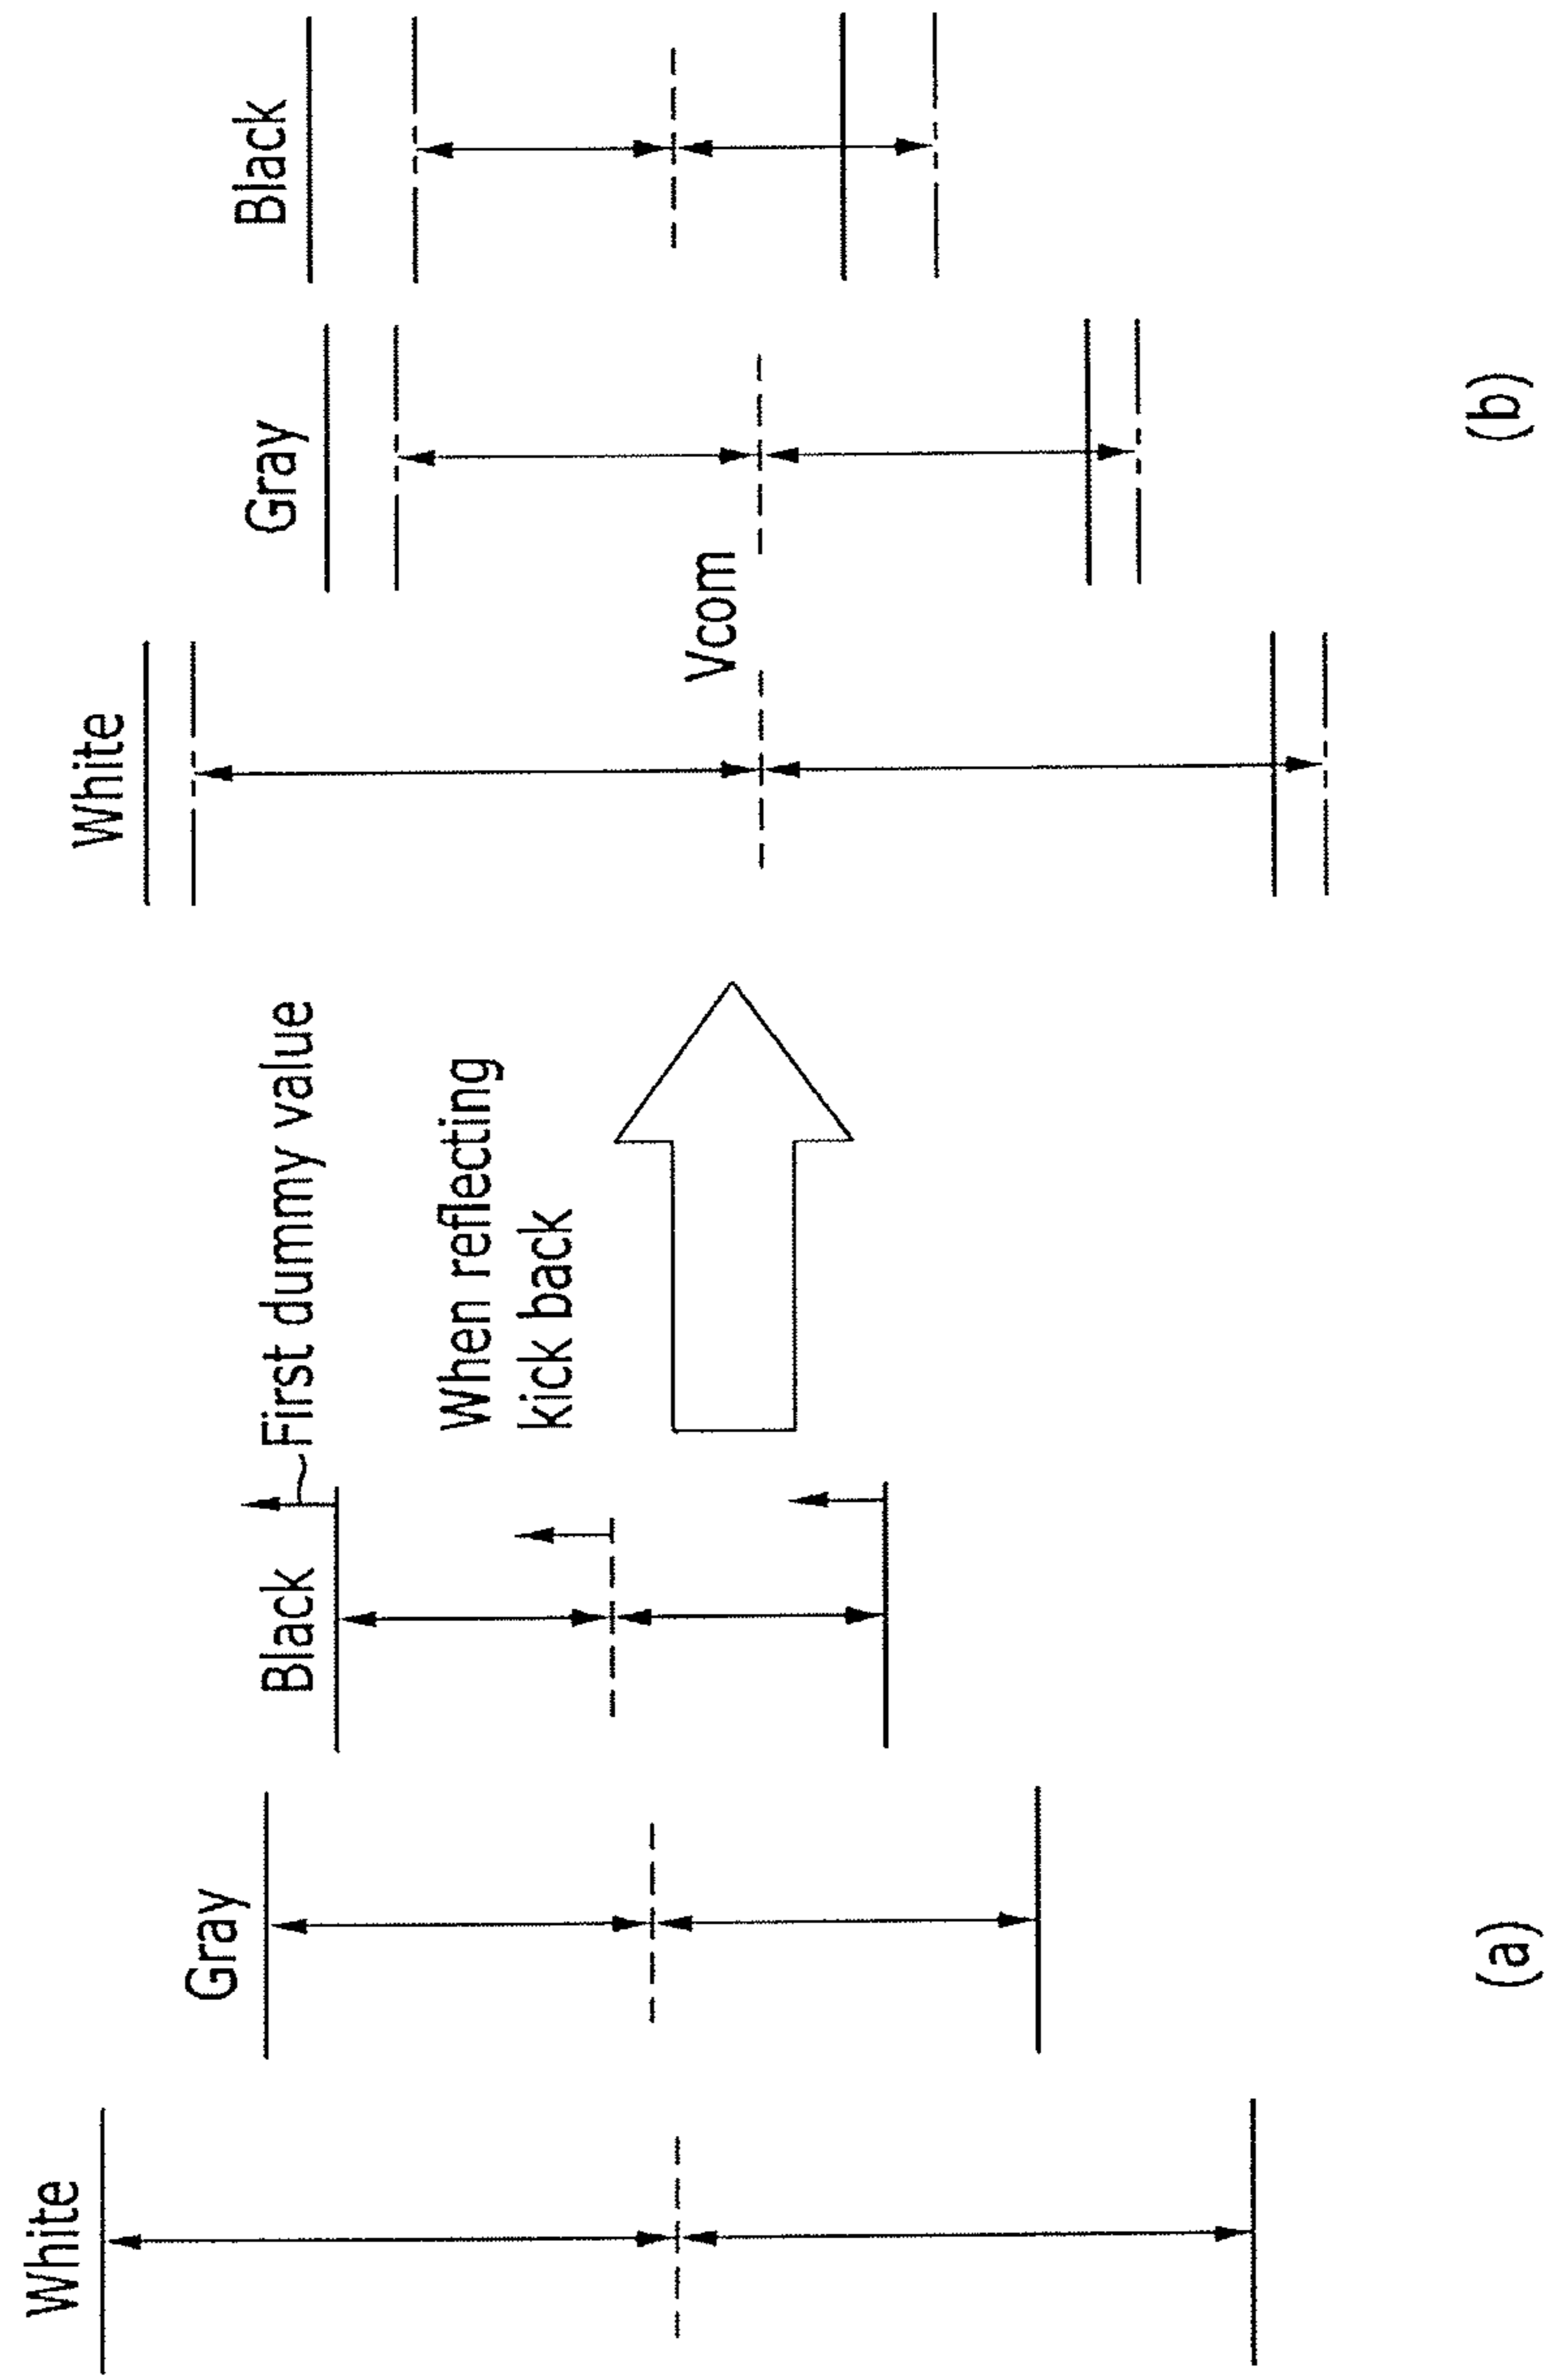 White
Gray
Black
First dummy value
When reflecting
kick back
(a)
White
Gray
Black
Vcom
(b)